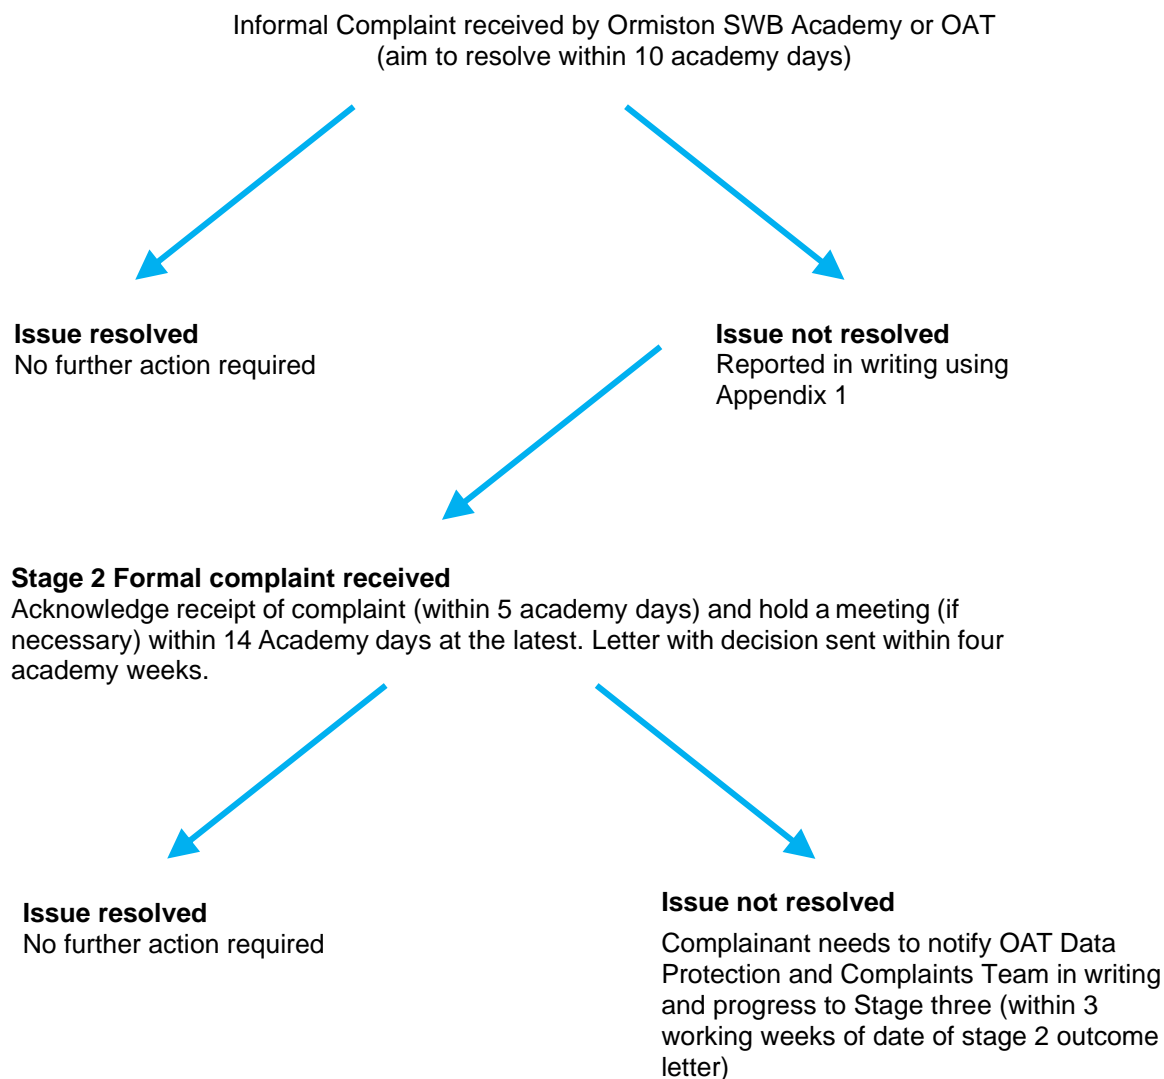 Informal Complaint received by Ormiston SWB Academy or OAT
(aim to resolve within 10 academy days)
Issue resolved
No further action required
Issue not resolved
Reported in writing using
Appendix 1
Stage 2 Formal complaint received
Acknowledge receipt of complaint (within 5 academy days) and hold a meeting (if
necessary) within 14 Academy days at the latest. Letter with decision sent within four
academy weeks.
Issue resolved
No further action required
Issue not resolved
Complainant needs to notify OAT Data
Protection and Complaints Team in writing
and progress to Stage three (within 3
working weeks of date of stage 2 outcome
letter)